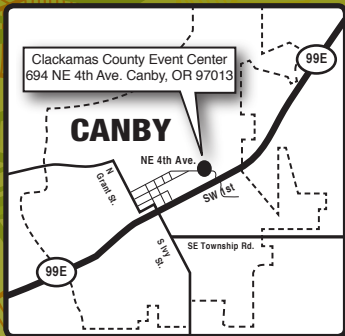 99E
Clackamas County Event Center
694 NE 4th Ave. Canby, OR 97013
CANBY
NE 4th Ave.
N
Grant St.
SW 1st
S Ivy
St.
SE Township Rd.
99E